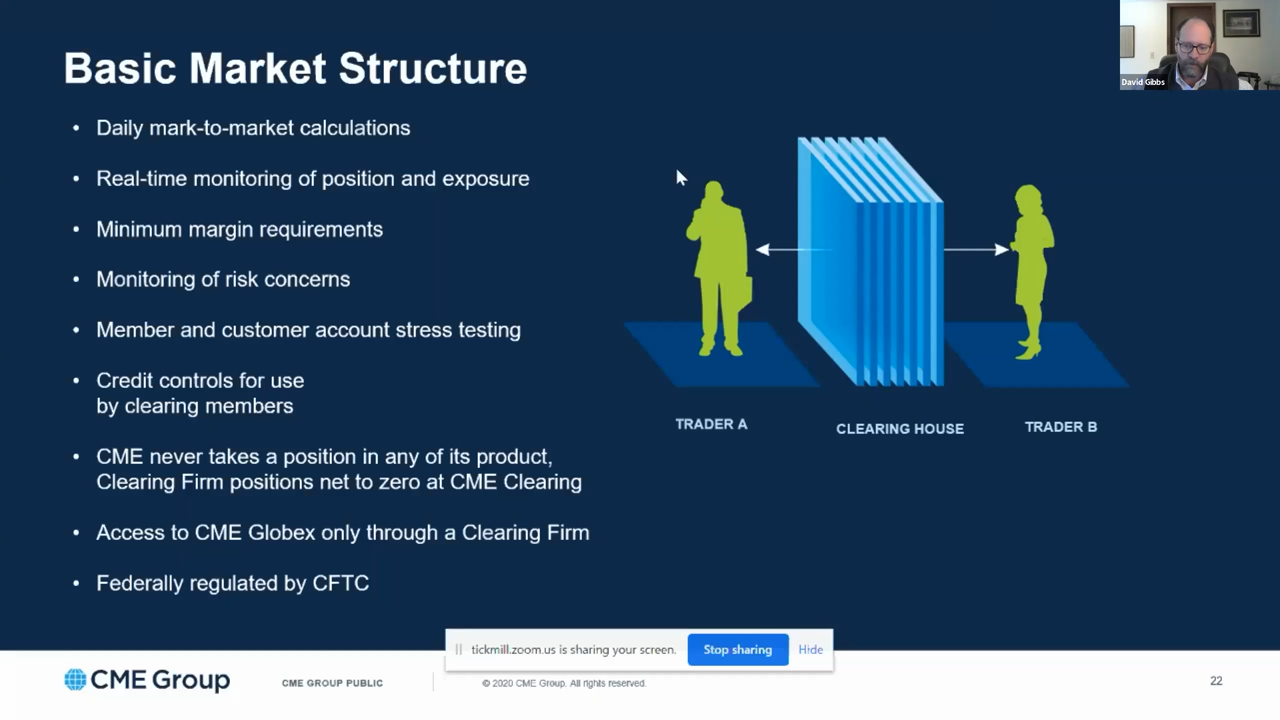 Basic Market Structure
David Gibbs
• Daily mark-to-market calculations
• Real-time monitoring of position and exposure
• Minimum margin requirements
• Monitoring of risk concerns
• Member and customer account stress testing
• Credit controls for use
by clearing members
• CME never takes a position in any of its product,
Clearing Firm positions net to zero at CME Clearing
• Access to CME Globex only through a Clearing Firm
• Federally regulated by CFTC
TRADER A
CLEARING HOUSE
TRADER B
tickmill.zoom.us is sharing your screen.
Stop sharing
Hide
CME Group
CME GROUP PUBLIC
© 2020 CME Group. All rights reserved.
22